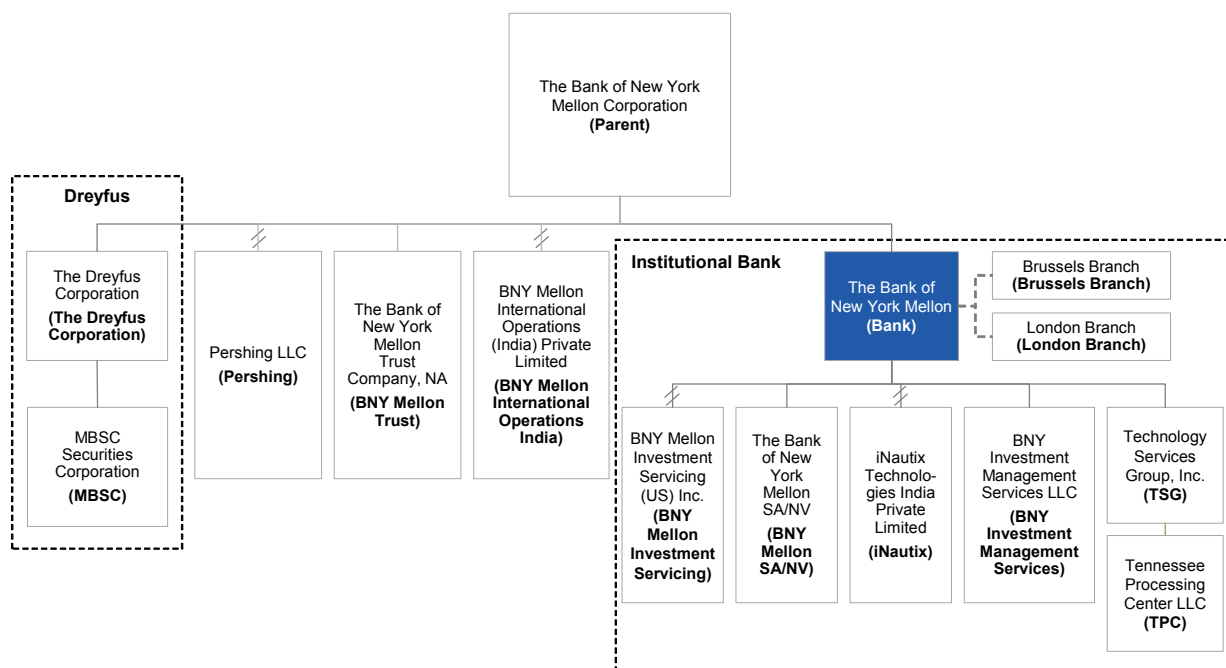 The Bank of New York
Mellon Corporation
(Parent)
Dreyfus
The Dreyfus
Corporation
(The Dreyfus
Corporation)
MBSC
Securities
Corporation
(MBSC)
Pershing LLC
(Pershing)
The Bank of
New York
Mellon
Trust
Company, NA
(BNY Mellon
Trust)
BNY Mellon
International
Operations
(India) Private
Limited
(BNY Mellon
International
Operations
India)
Institutional Bank
The Bank of
New York Mellon
(Bank)
Brussels Branch
(Brussels Branch)
London Branch
(London Branch)
BNY Mellon
Investment
Servicing
(US) Inc.
(BNY
Mellon
Investment
Servicing)
The Bank
of New
York
Mellon
SA/NV
(BNY
Mellon
SA/NV)
iNautix
Technolo-
gies India
Private
Limited
(iNautix)
BNY
Investment
Management
Services LLC
(BNY
Investment
Management
Services)
Technology
Services
Group, Inc.
(TSG)
Tennessee
Processing
Center LLC
(TPC)